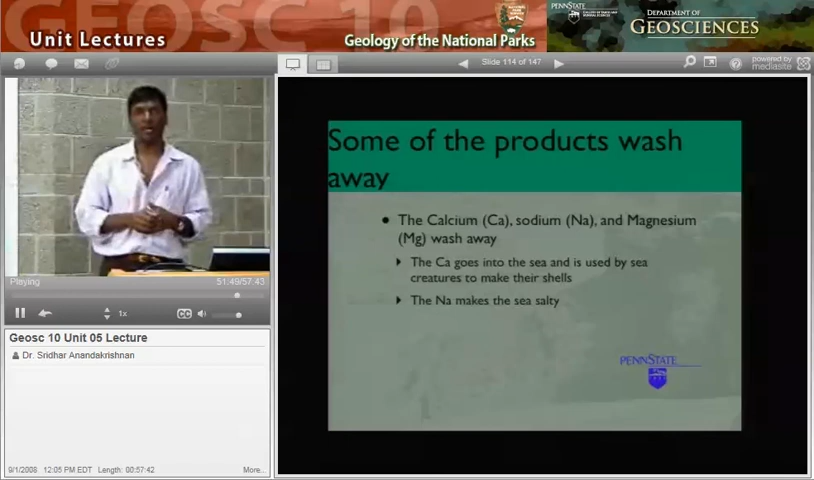 GEOSC 10
Unit Lectures
Geology of the National Parks
PENNSTATE
DEPARTMENT OF
GEOSCIENCES
Slide 114 of 147
powered by
mediasite
Some of the products wash
away
• The Calcium (Ca), sodium (Na), and Magnesium
(Mg) wash away
The Ca goes into the sea and is used by sea
creatures to make their shells
The Na makes the sea salty
PENNSTATE
Playing
51:49/57:43
1x
CC
Geosc 10 Unit 05 Lecture
Dr. Sridhar Anandakrishnan
9/1/2008 12:05 PM EDT Length: 00:57:42
More...